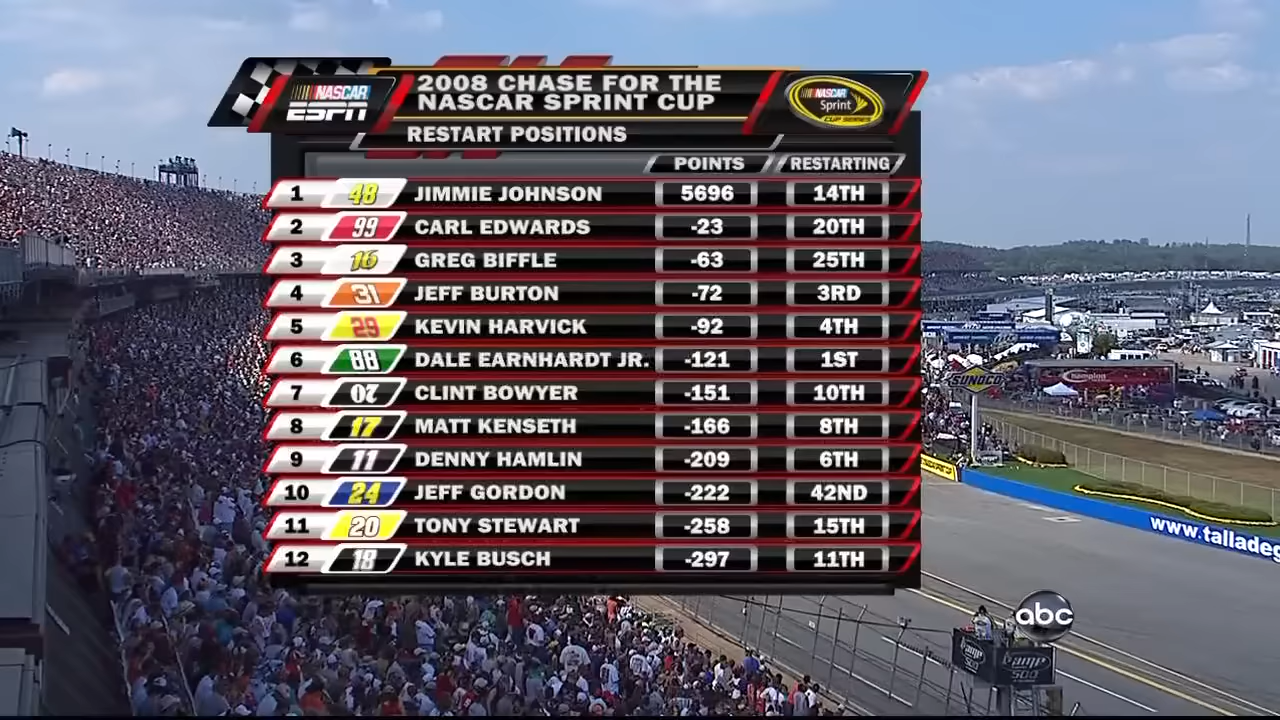 NASCAR
ESPN
2008 CHASE FOR THE
NASCAR SPRINT CUP
NASCAR
Sprint
CUP SERIES
RESTART POSITIONS
POINTS RESTARTING
1 48 JIMMIE JOHNSON 5696 14TH
2 99 CARL EDWARDS -23 20TH
3 16 GREG BIFFLE -63 25TH
4 31 JEFF BURTON -72 3RD
5 29 KEVIN HARVICK -92 4TH
6 88 DALE EARNHARDT JR. -121 1ST
7 07 CLINT BOWYER -151 10TH
8 17 MATT KENSETH -166 8TH
9 11 DENNY HAMLIN -209 6TH
10 24 JEFF GORDON -222 42ND
11 20 TONY STEWART -258 15TH
12 18 KYLE BUSCH -297 11TH
SUNOCO
Champion
www.talladeg
abc
amp
500